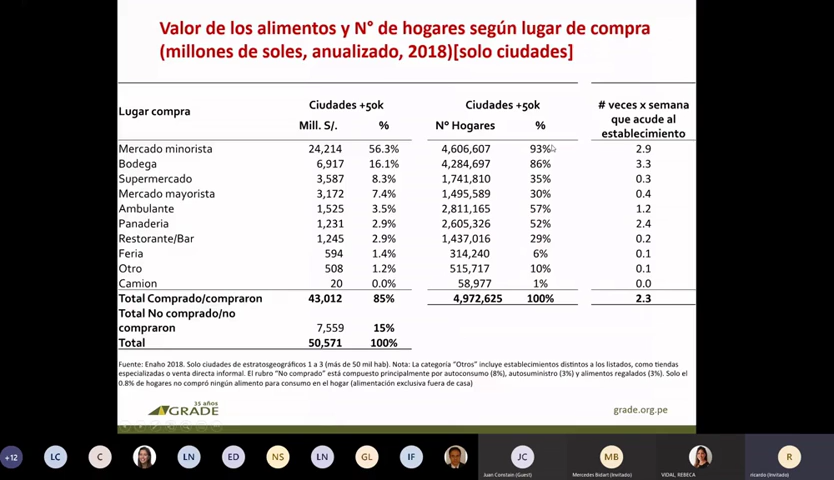 Valor de los alimentos y N° de hogares según lugar de compra
(millones de soles, anualizado, 2018)[solo ciudades]
Lugar compra Ciudades +50k Ciudades +50k # veces x semana que acude al establecimiento
Mill. S/. % N° Hogares %
Mercado minorista 24,214 56.3% 4,606,607 93% 2.9
Bodega 6,917 16.1% 4,284,697 86% 3.3
Supermercado 3,587 8.3% 1,741,810 35% 0.3
Mercado mayorista 3,172 7.4% 1,495,589 30% 0.4
Ambulante 1,525 3.5% 2,811,165 57% 1.2
Panaderia 1,231 2.9% 2,605,326 52% 2.4
Restorante/Bar 1,245 2.9% 1,437,016 29% 0.2
Feria 594 1.4% 314,240 6% 0.1
Otro 508 1.2% 515,717 10% 0.1
Camion 20 0.0% 58,977 1% 0.0
Total Comprado/compraron 43,012 85% 4,972,625 100% 2.3
Total No comprado/no
compraron 7,559 15%
Total 50,571 100%
Fuente: Enaho 2018. Solo ciudades de estratosgeográficos 1 a 3 (más de 50 mil hab). Nota: La categoría "Otros" incluye establecimientos distintos a los listados, como tiendas
especializadas o venta directa informal. El rubro "No comprado" está compuesto principalmente por autoconsumo (8%), autosuministro (3%) y alimentos regalados (3%). Solo el
0.8% de hogares no compró ningún alimento para consumo en el hogar (alimentación exclusiva fuera de casa)
35 años
GRADE
grade.org.pe
+12 LC C LN ED NS LN GL IF JC MB R
Juan Conctain (Guest) Mercedes Bidart (Invitado) VIDAL, REBECA ricardo (Invitado)